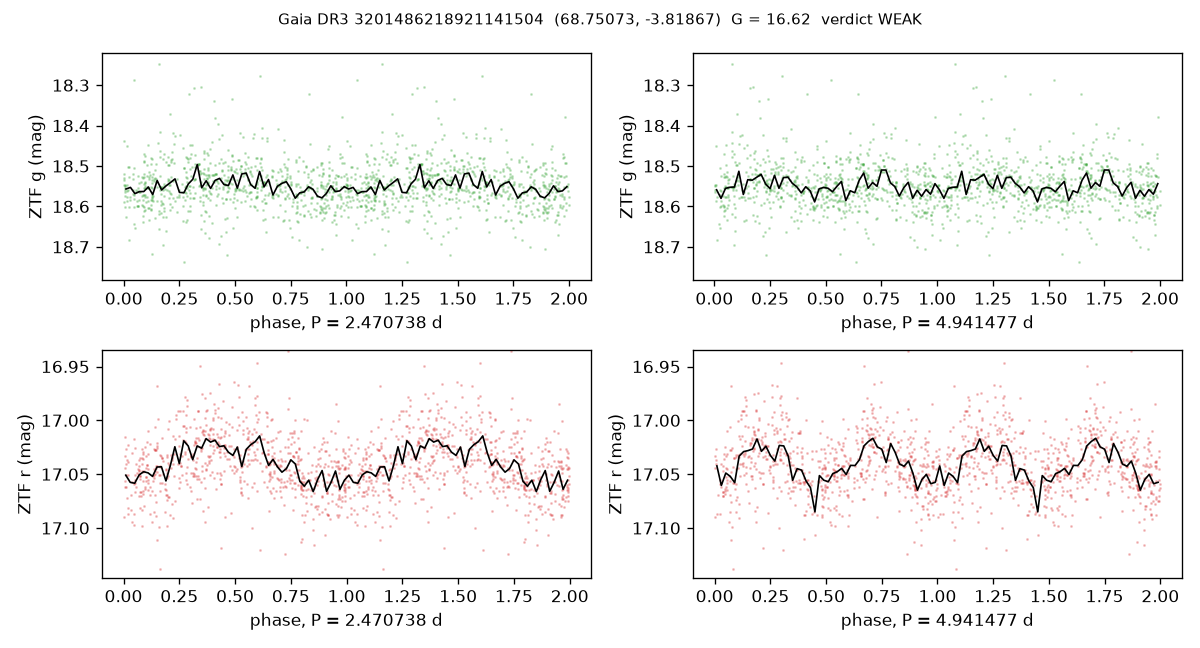 Gaia DR3 3201486218921141504 (68.75073, -3.81867) G = 16.62 verdict WEAK
ZTF g (mag)
18.3
18.4
18.5
18.6
18.7
0.00 0.25 0.50 0.75 1.00 1.25 1.50 1.75 2.00
phase, P = 2.470738 d
ZTF g (mag)
18.3
18.4
18.5
18.6
18.7
0.00 0.25 0.50 0.75 1.00 1.25 1.50 1.75 2.00
phase, P = 4.941477 d
ZTF r (mag)
16.95
17.00
17.05
17.10
0.00 0.25 0.50 0.75 1.00 1.25 1.50 1.75 2.00
phase, P = 2.470738 d
ZTF r (mag)
16.95
17.00
17.05
17.10
0.00 0.25 0.50 0.75 1.00 1.25 1.50 1.75 2.00
phase, P = 4.941477 d